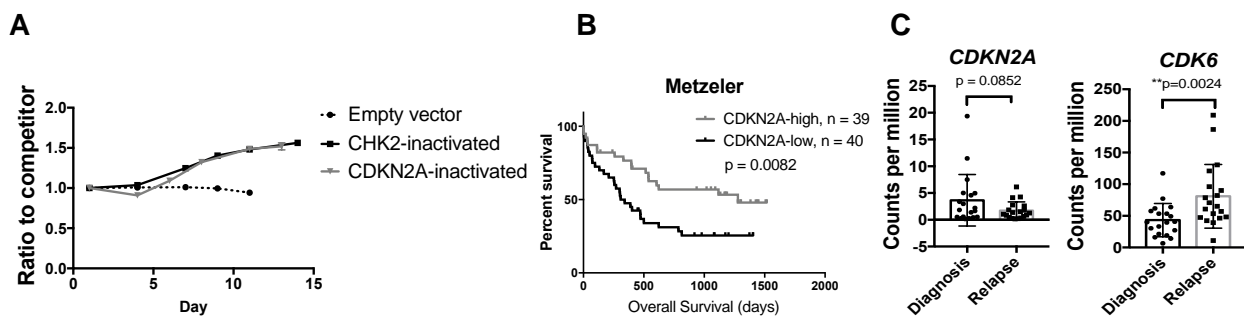 A
Ratio to competitor
2.0
1.5
1.0
0.5
0.0
0
5
10
15
Day
Empty vector
CHK2-inactivated
CDKN2A-inactivated
B
Metzeler
CDKN2A-high, n = 39
CDKN2A-low, n = 40
p = 0.0082
Percent survival
100
50
0
0
500
1000
1500
2000
Overall Survival (days)
C
CDKN2A
p = 0.0852
Counts per million
25
20
15
10
5
0
-5
Diagnosis
Relapse
CDK6
**p=0.0024
Counts per million
250
200
150
100
50
0
Diagnosis
Relapse